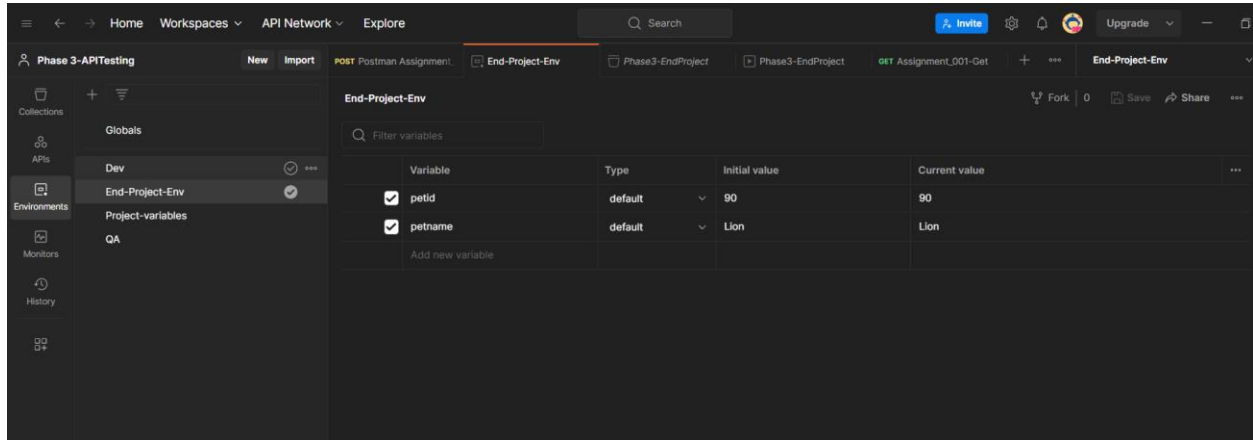 Home Workspaces API Network Explore Search Invite Upgrade
Phase 3-APITesting New Import POST Postman Assignment_ End-Project-Env Phase3-EndProject Phase3-EndProject GET Assignment_001-Get End-Project-Env
Collections
APIs
Environments
Monitors
History
Globals
Dev
End-Project-Env
Project-variables
QA
End-Project-Env Fork 0 Save Share
Filter variables
Variable Type Initial value Current value
petid default 90 90
petname default Lion Lion
Add new variable